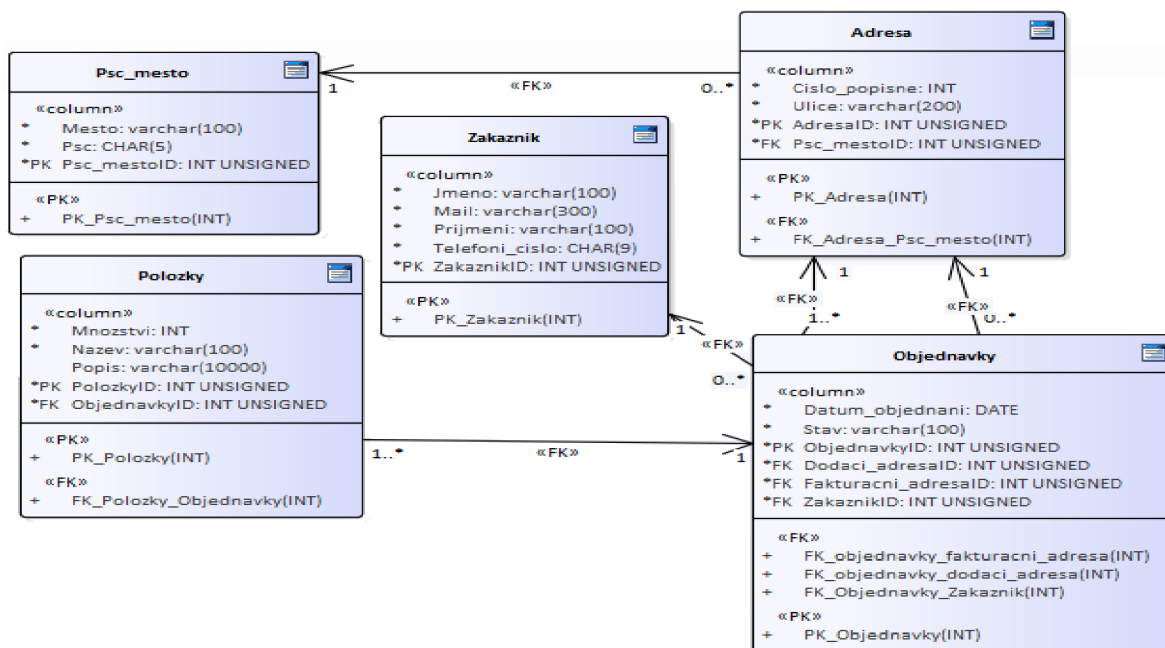 Psc_mesto
«column»
* Mesto: varchar(100)
* Psc: CHAR(5)
*PK Psc_mestoID: INT UNSIGNED
«PK»
+ PK_Psc_mesto(INT)
1
«FK»
0..*
Adresa
«column»
* Cislo_popisne: INT
* Ulice: varchar(200)
*PK AdresaID: INT UNSIGNED
*FK Psc_mestoID: INT UNSIGNED
«PK»
+ PK_Adresa(INT)
«FK»
+ FK_Adresa_Psc_mesto(INT)
Zakaznik
«column»
* Jmeno: varchar(100)
* Mail: varchar(300)
* Prijmeni: varchar(100)
* Telefoni_cislo: CHAR(9)
*PK ZakaznikID: INT UNSIGNED
«PK»
+ PK_Zakaznik(INT)
1
«FK»
0..*
1
«FK»
1..*
1
«FK»
0..*
Polozky
«column»
* Mnozstvi: INT
* Nazev: varchar(100)
Popis: varchar(10000)
*PK PolozkyID: INT UNSIGNED
*FK ObjednavkyID: INT UNSIGNED
«PK»
+ PK_Polozky(INT)
«FK»
+ FK_Polozky_Objednavky(INT)
1..*
«FK»
1
Objednavky
«column»
* Datum_objednani: DATE
* Stav: varchar(100)
*PK ObjednavkyID: INT UNSIGNED
*FK Dodaci_adresaID: INT UNSIGNED
*FK Fakturacni_adresaID: INT UNSIGNED
*FK ZakaznikID: INT UNSIGNED
«FK»
+ FK_objednavky_fakturacni_adresa(INT)
+ FK_objednavky_dodaci_adresa(INT)
+ FK_Objednavky_Zakaznik(INT)
«PK»
+ PK_Objednavky(INT)